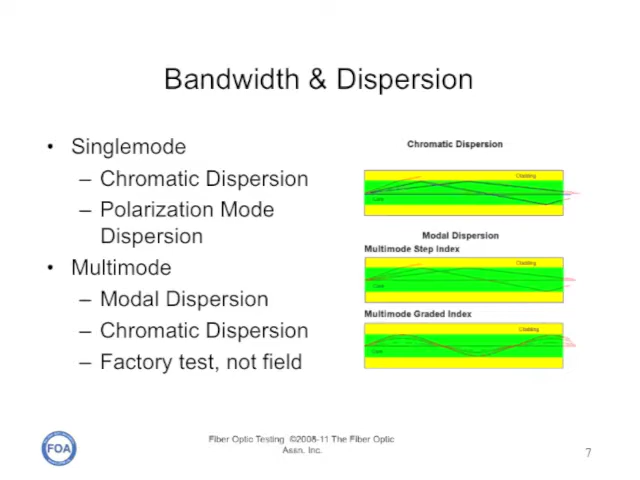 Bandwidth & Dispersion
• Singlemode
– Chromatic Dispersion
– Polarization Mode
Dispersion
• Multimode
– Modal Dispersion
– Chromatic Dispersion
– Factory test, not field
Chromatic Dispersion
Cladding
Core
Modal Dispersion
Multimode Step Index
Cladding
Core
Multimode Graded Index
Cladding
Core
FOA
Fiber Optic Testing ©2008-11 The Fiber Optic
Assn. Inc.
7